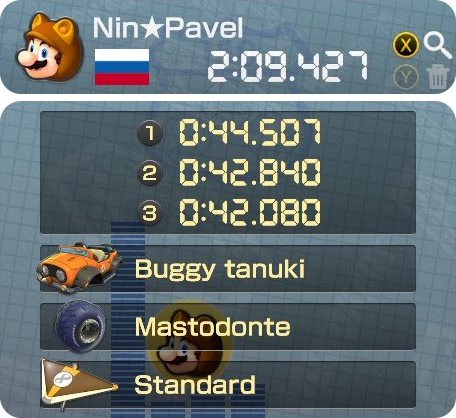 Nin★Pavel
X
2:09.427
Y
1 0:44.507
2 0:42.840
3 0:42.080
Buggy tanuki
Mastodonte
Standard